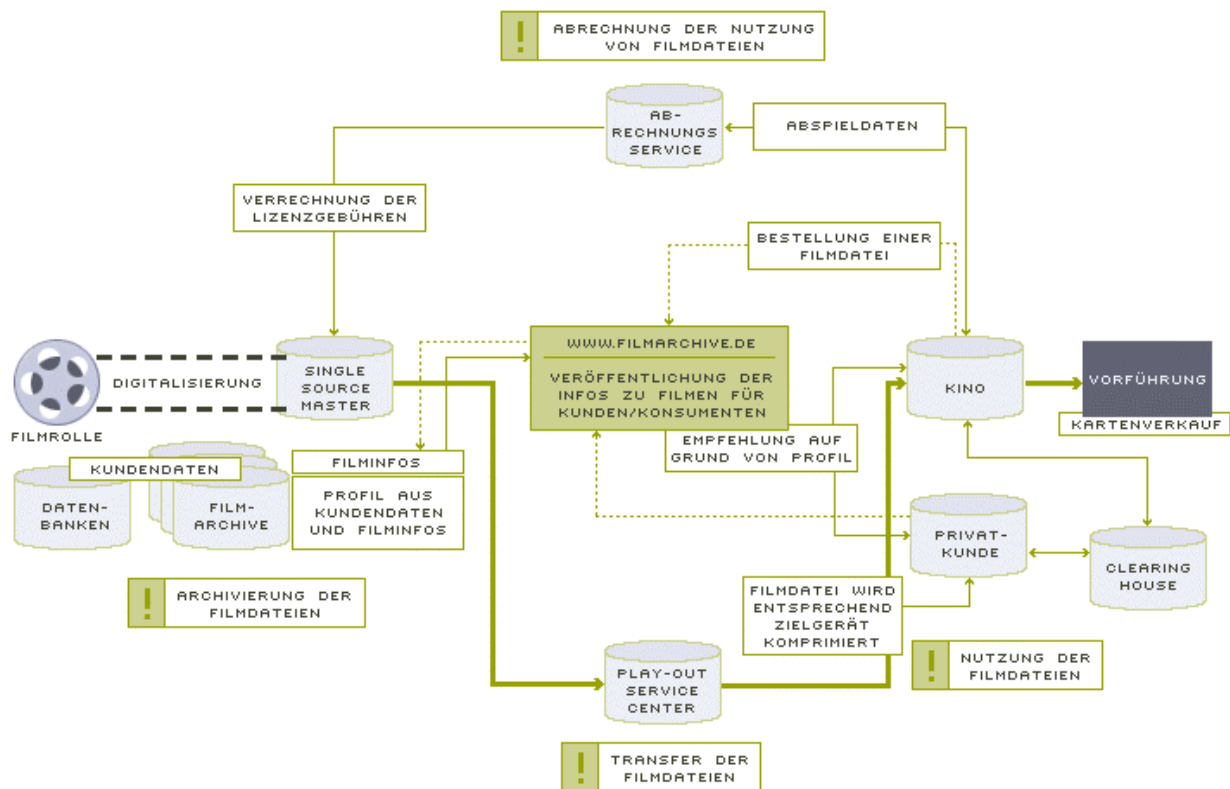 !
ABRECHNUNG DER NUTZUNG
VON FILMDATEIEN
AB-
RECHNUNGS
SERVICE
ABSPIELDATEN
VERRECHNUNG DER
LIZENZGEBÜHREN
BESTELLUNG EINER
FILMDATEI
FILMROLLE
DIGITALISIERUNG
SINGLE
SOURCE
MASTER
WWW.FILMARCHIVE.DE
VERÖFFENTLICHUNG DER
INFOS ZU FILMEN FÜR
KUNDEN/KONSUMENTEN
KINO
VORFÜHRUNG
KARTENVERKAUF
EMPFEHLUNG AUF
GRUND VON PROFIL
KUNDENDATEN
DATEN-
BANKEN
FILM-
ARCHIVE
FILMINFOS
PROFIL AUS
KUNDENDATEN
UND FILMINFOS
PRIVAT-
KUNDE
CLEARING
HOUSE
!
ARCHIVIERUNG DER
FILMDATEIEN
FILMDATEI WIRD
ENTSPRECHEND
ZIELGERÄT
KOMPRIMIERT
!
NUTZUNG DER
FILMDATEIEN
PLAY-OUT
SERVICE
CENTER
!
TRANSFER DER
FILMDATEIEN